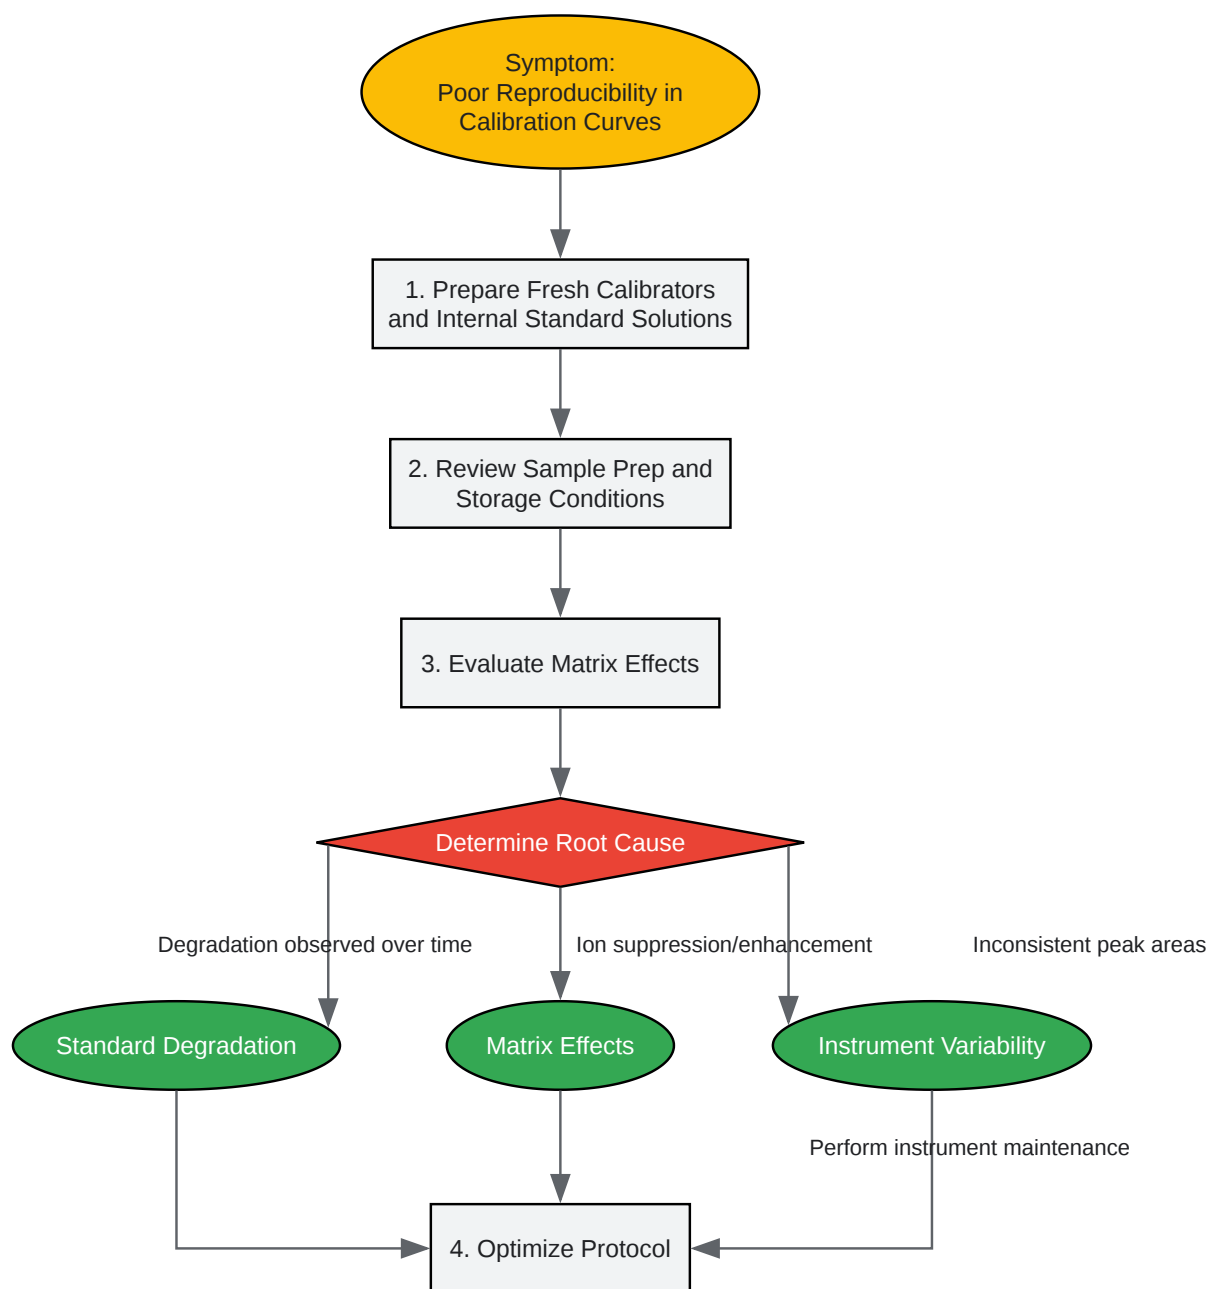 Symptom:
Poor Reproducibility in
Calibration Curves
1. Prepare Fresh Calibrators
and Internal Standard Solutions
2. Review Sample Prep and
Storage Conditions
3. Evaluate Matrix Effects
Determine Root Cause
Degradation observed over time
Ion suppression/enhancement
Inconsistent peak areas
Standard Degradation
Matrix Effects
Instrument Variability
Perform instrument maintenance
4. Optimize Protocol